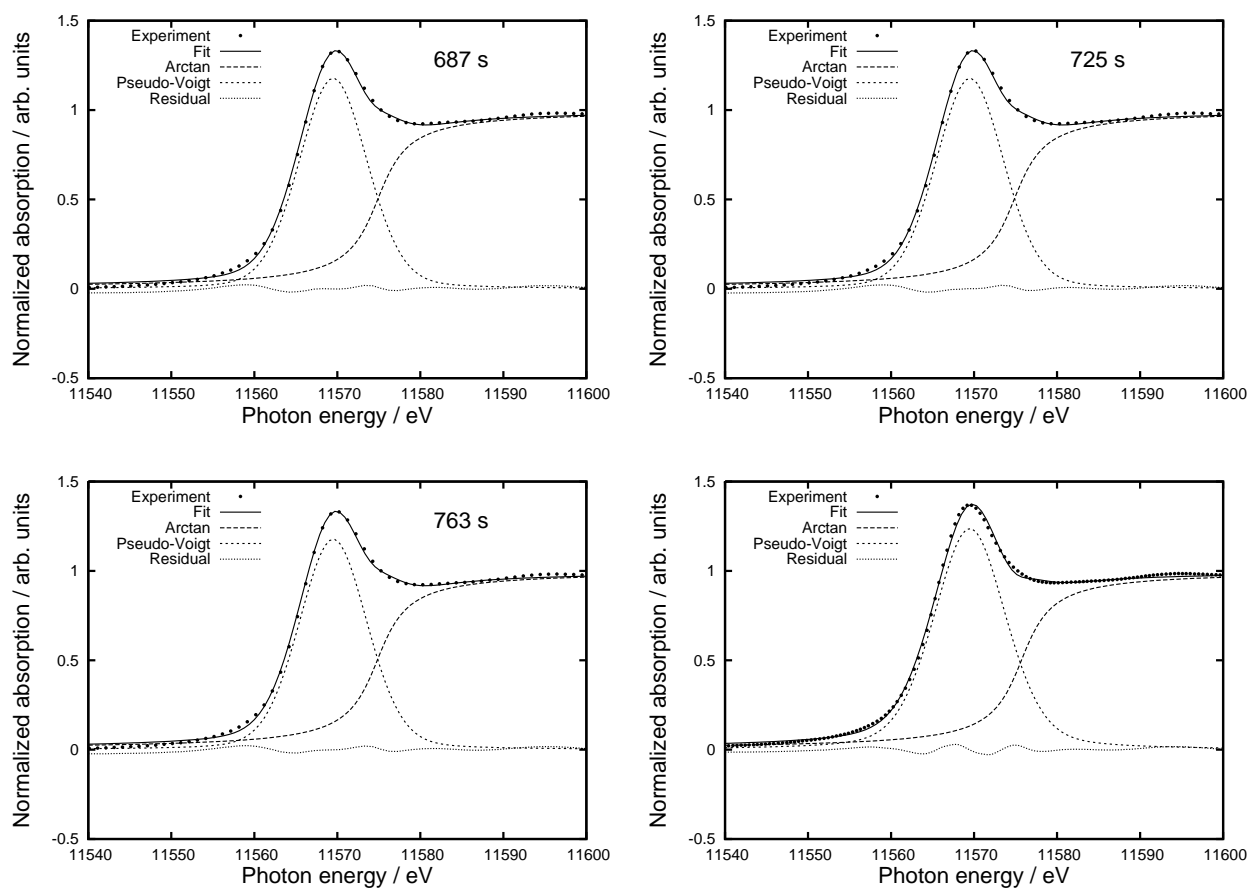 Normalized absorption / arb. units
1.5
1
0.5
0
-0.5
Experiment
Fit
Arctan
Pseudo-Voigt
Residual
687 s
11540 11550 11560 11570 11580 11590 11600
Photon energy / eV
Normalized absorption / arb. units
1.5
1
0.5
0
-0.5
Experiment
Fit
Arctan
Pseudo-Voigt
Residual
725 s
11540 11550 11560 11570 11580 11590 11600
Photon energy / eV
Normalized absorption / arb. units
1.5
1
0.5
0
-0.5
Experiment
Fit
Arctan
Pseudo-Voigt
Residual
763 s
11540 11550 11560 11570 11580 11590 11600
Photon energy / eV
Normalized absorption / arb. units
1.5
1
0.5
0
-0.5
Experiment
Fit
Arctan
Pseudo-Voigt
Residual
11540 11550 11560 11570 11580 11590 11600
Photon energy / eV